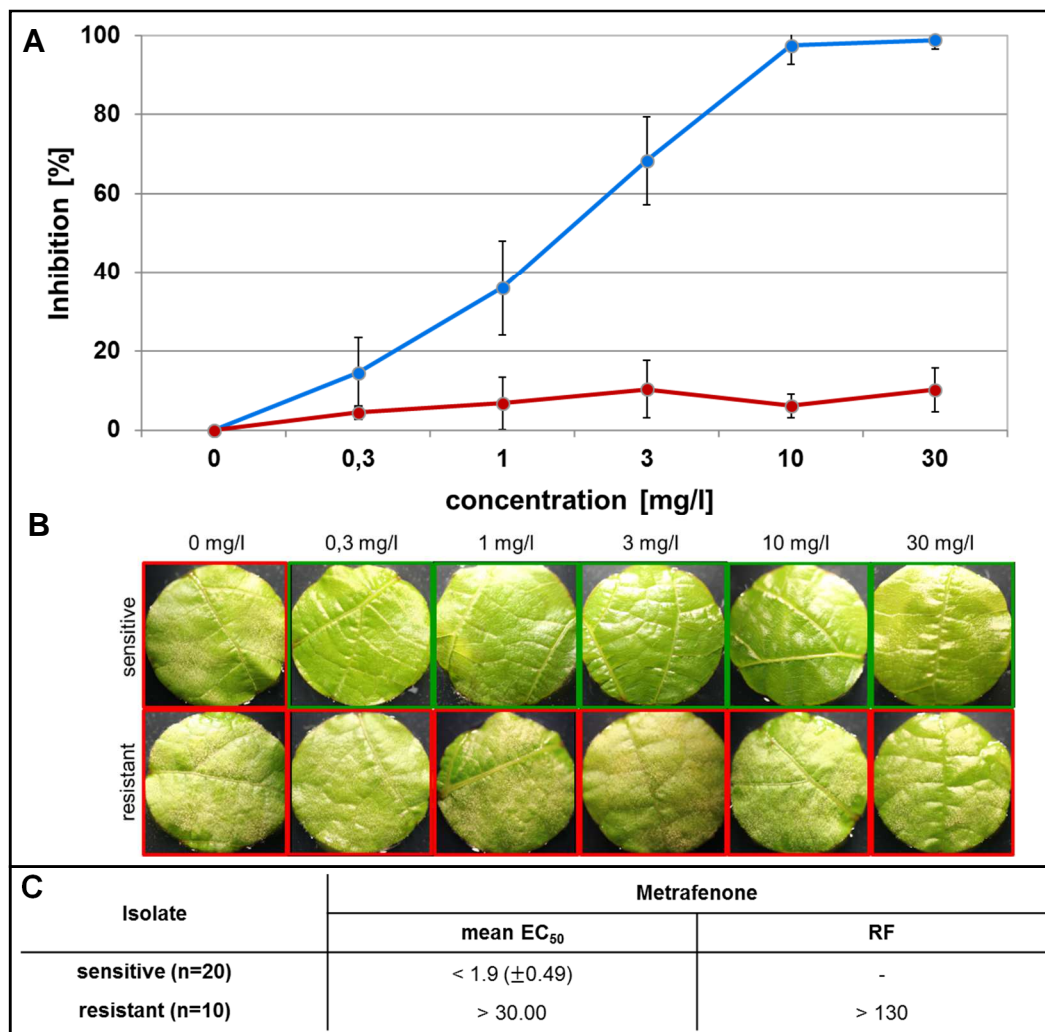 A
Inhibition [%]
100
80
60
40
20
0
0 0,3 1 3 10 30
concentration [mg/l]
B
0 mg/l 0,3 mg/l 1 mg/l 3 mg/l 10 mg/l 30 mg/l
sensitive
resistant
C
Isolate
Metrafenone
mean EC₅₀ RF
sensitive (n=20) < 1.9 (±0.49) -
resistant (n=10) > 30.00 > 130